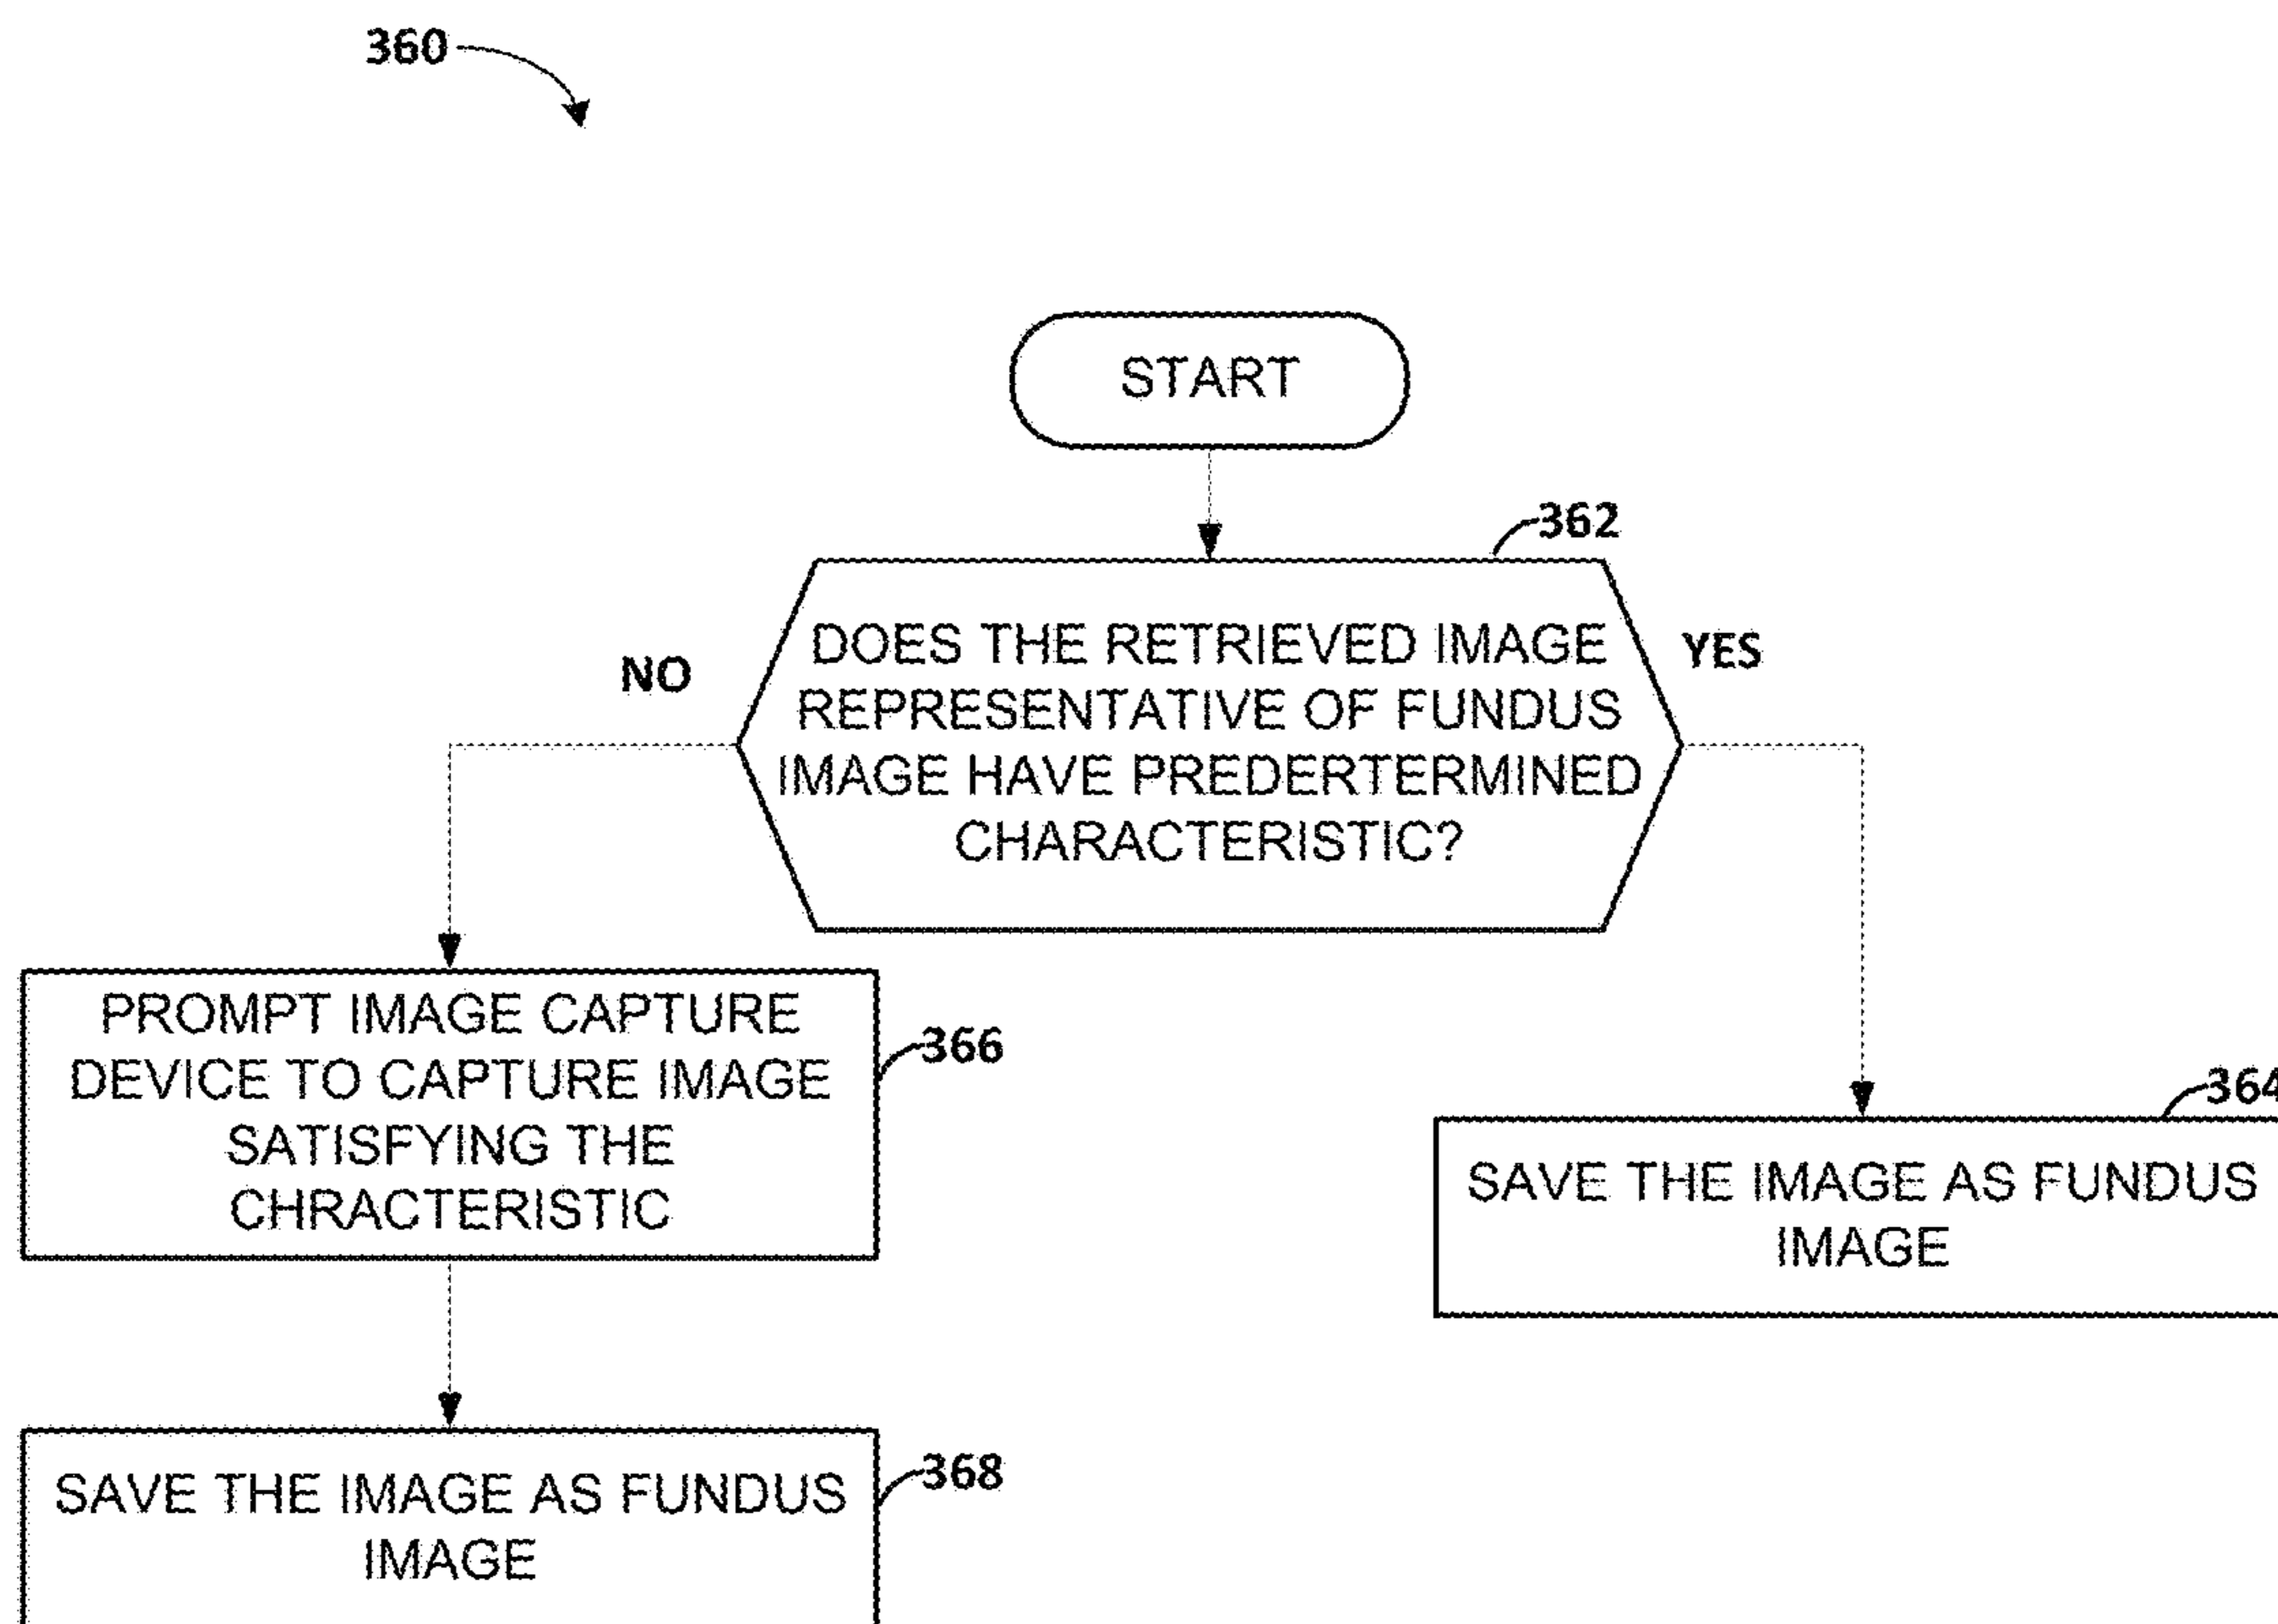 360
START
362
DOES THE RETRIEVED IMAGE
REPRESENTATIVE OF FUNDUS
IMAGE HAVE PREDERTERMINED
CHARACTERISTIC?
NO
YES
PROMPT IMAGE CAPTURE
DEVICE TO CAPTURE IMAGE
SATISFYING THE
CHRACTERISTIC
366
364
SAVE THE IMAGE AS FUNDUS
IMAGE
SAVE THE IMAGE AS FUNDUS
IMAGE
368